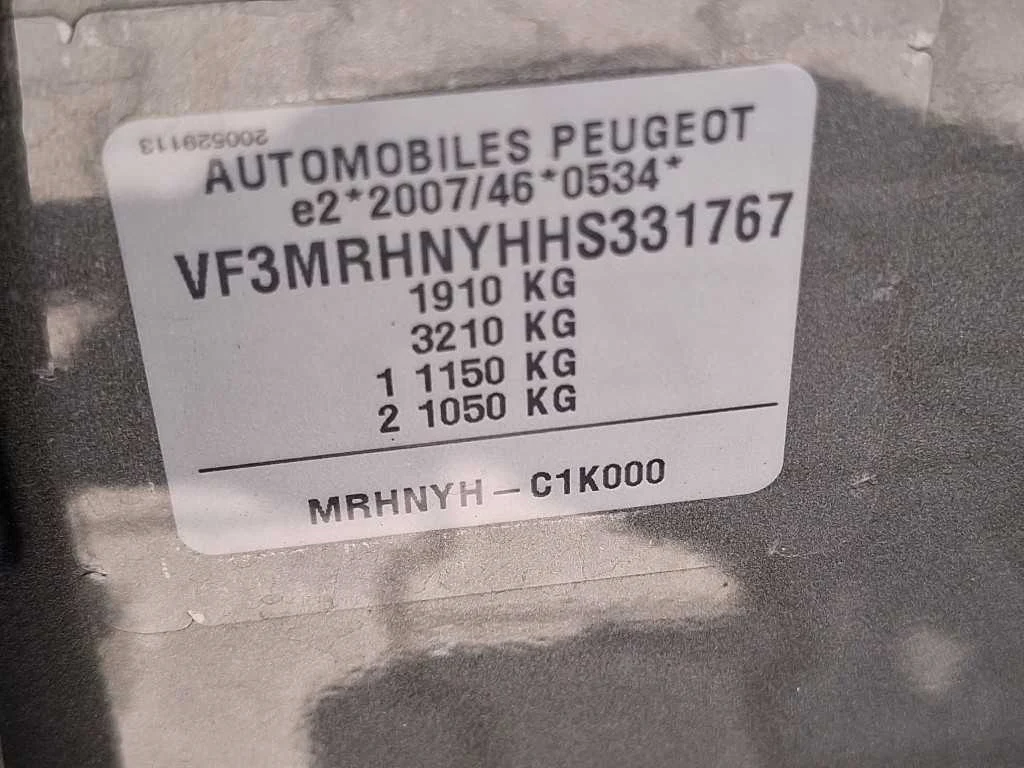 200529113
AUTOMOBILES PEUGEOT
e2*2007/46*0534*
VF3MRHNYHHS331767
1910 KG
3210 KG
1 1150 KG
2 1050 KG
MRHNYH – C1K000